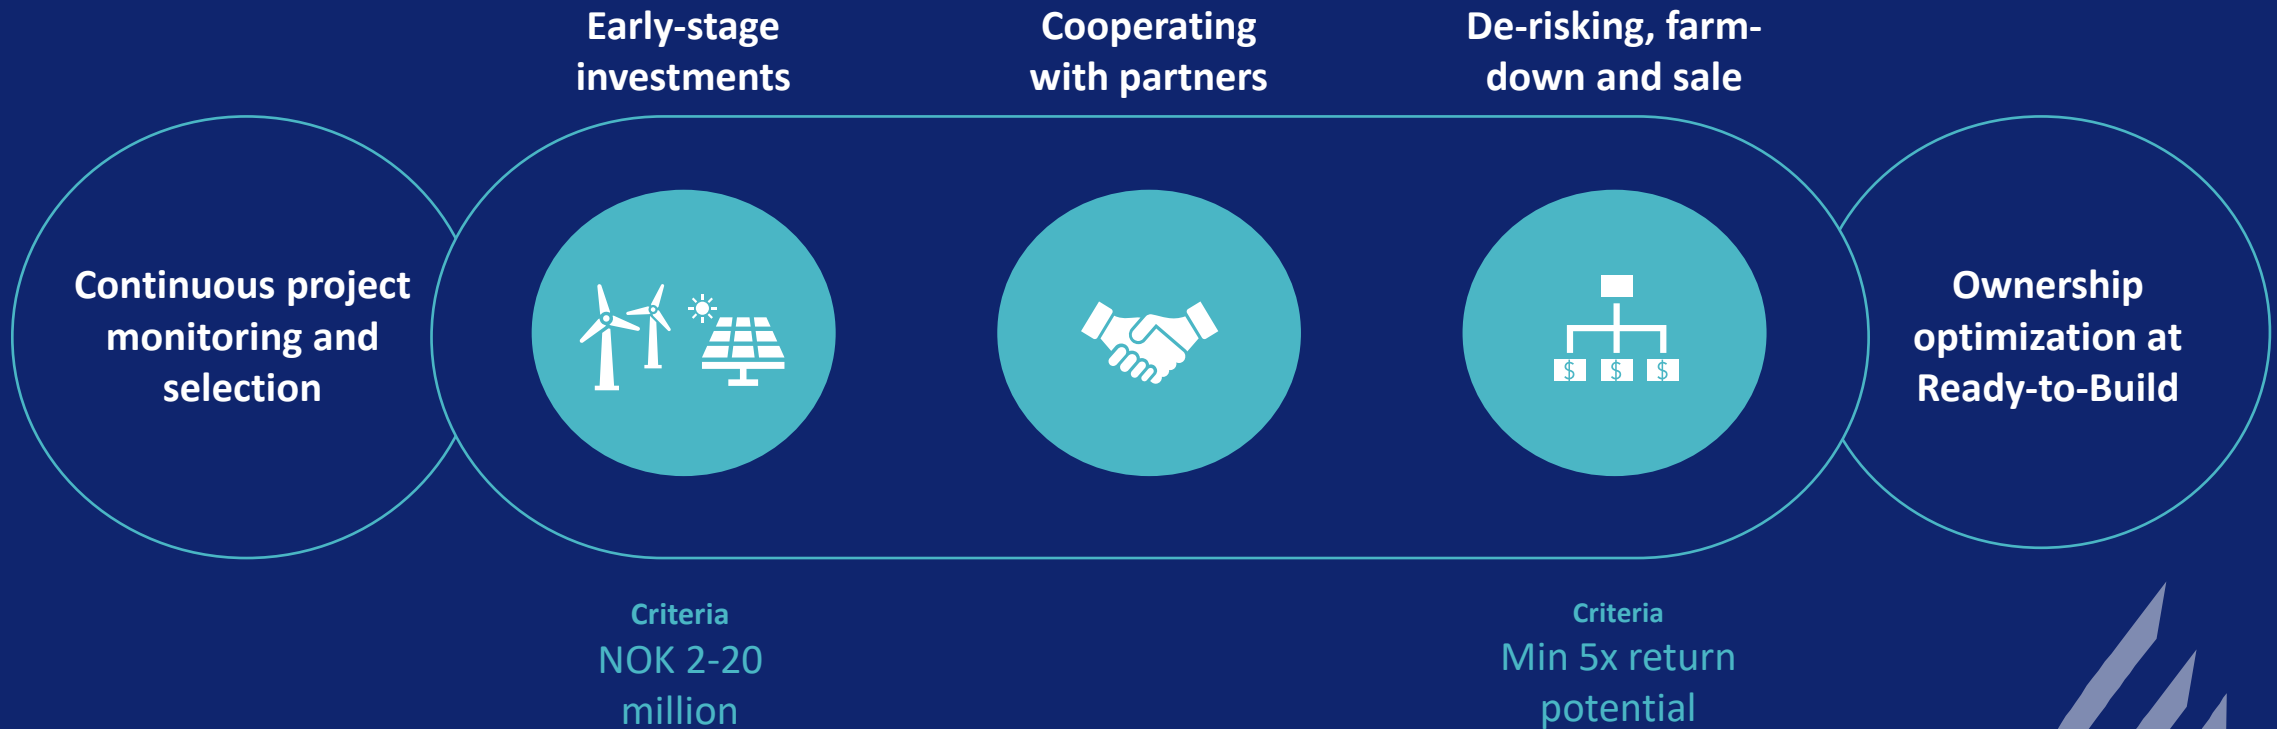 Early-stage
investments
Cooperating
with partners
De-risking, farm-
down and sale
Continuous project
monitoring and
selection
$ $ $
Ownership
optimization at
Ready-to-Build
Criteria
NOK 2-20
million
Criteria
Min 5x return
potential